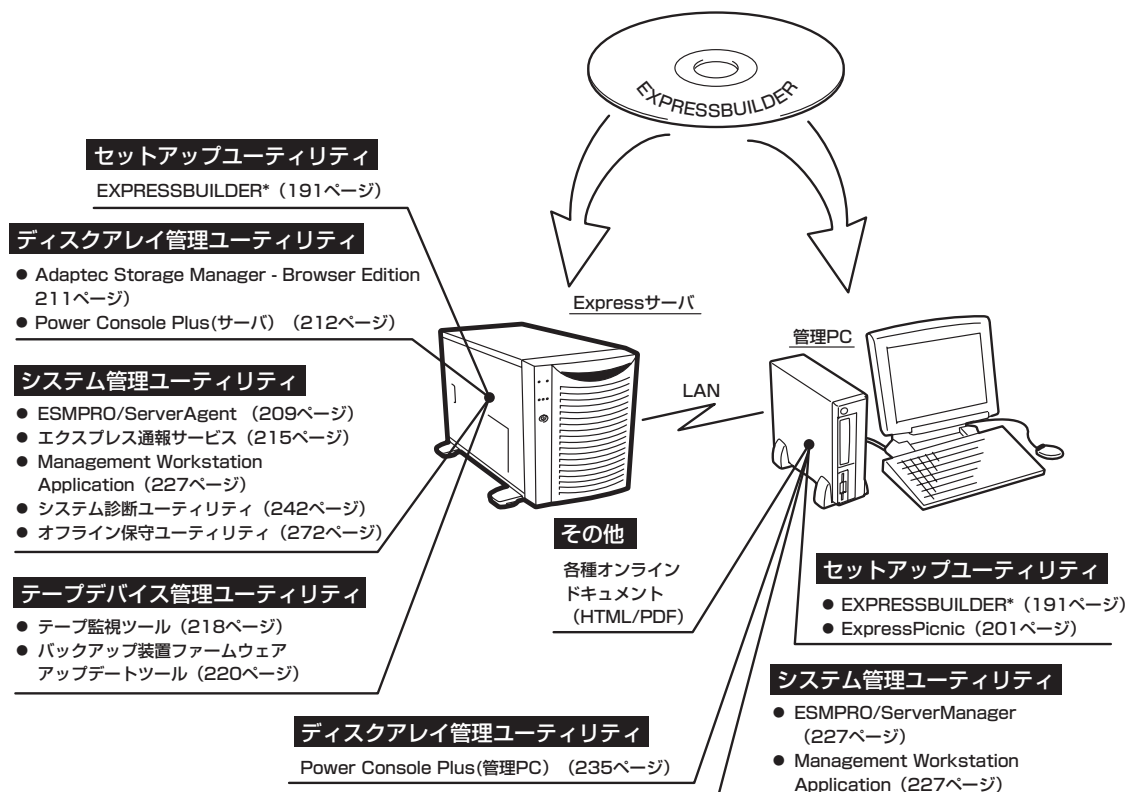 EXPRESSBUILDER
セットアップユーティリティ
EXPRESSBUILDER*（191ページ）
ディスクアレイ管理ユーティリティ
● Adaptec Storage Manager - Browser Edition
211ページ）
● Power Console Plus(サーバ）（212ページ）
システム管理ユーティリティ
● ESMPRO/ServerAgent（209ページ）
● エクスプレス通報サービス（215ページ）
● Management Workstation
Application（227ページ）
● システム診断ユーティリティ（242ページ）
● オフライン保守ユーティリティ（272ページ）
テープデバイス管理ユーティリティ
● テープ監視ツール（218ページ）
● バックアップ装置ファームウェア
アップデートツール（220ページ）
Expressサーバ
LAN
管理PC
その他
各種オンライン
ドキュメント
（HTML/PDF）
ディスクアレイ管理ユーティリティ
Power Console Plus(管理PC）（235ページ）
セットアップユーティリティ
● EXPRESSBUILDER*（191ページ）
● ExpressPicnic（201ページ）
システム管理ユーティリティ
● ESMPRO/ServerManager
（227ページ）
● Management Workstation
Application（227ページ）